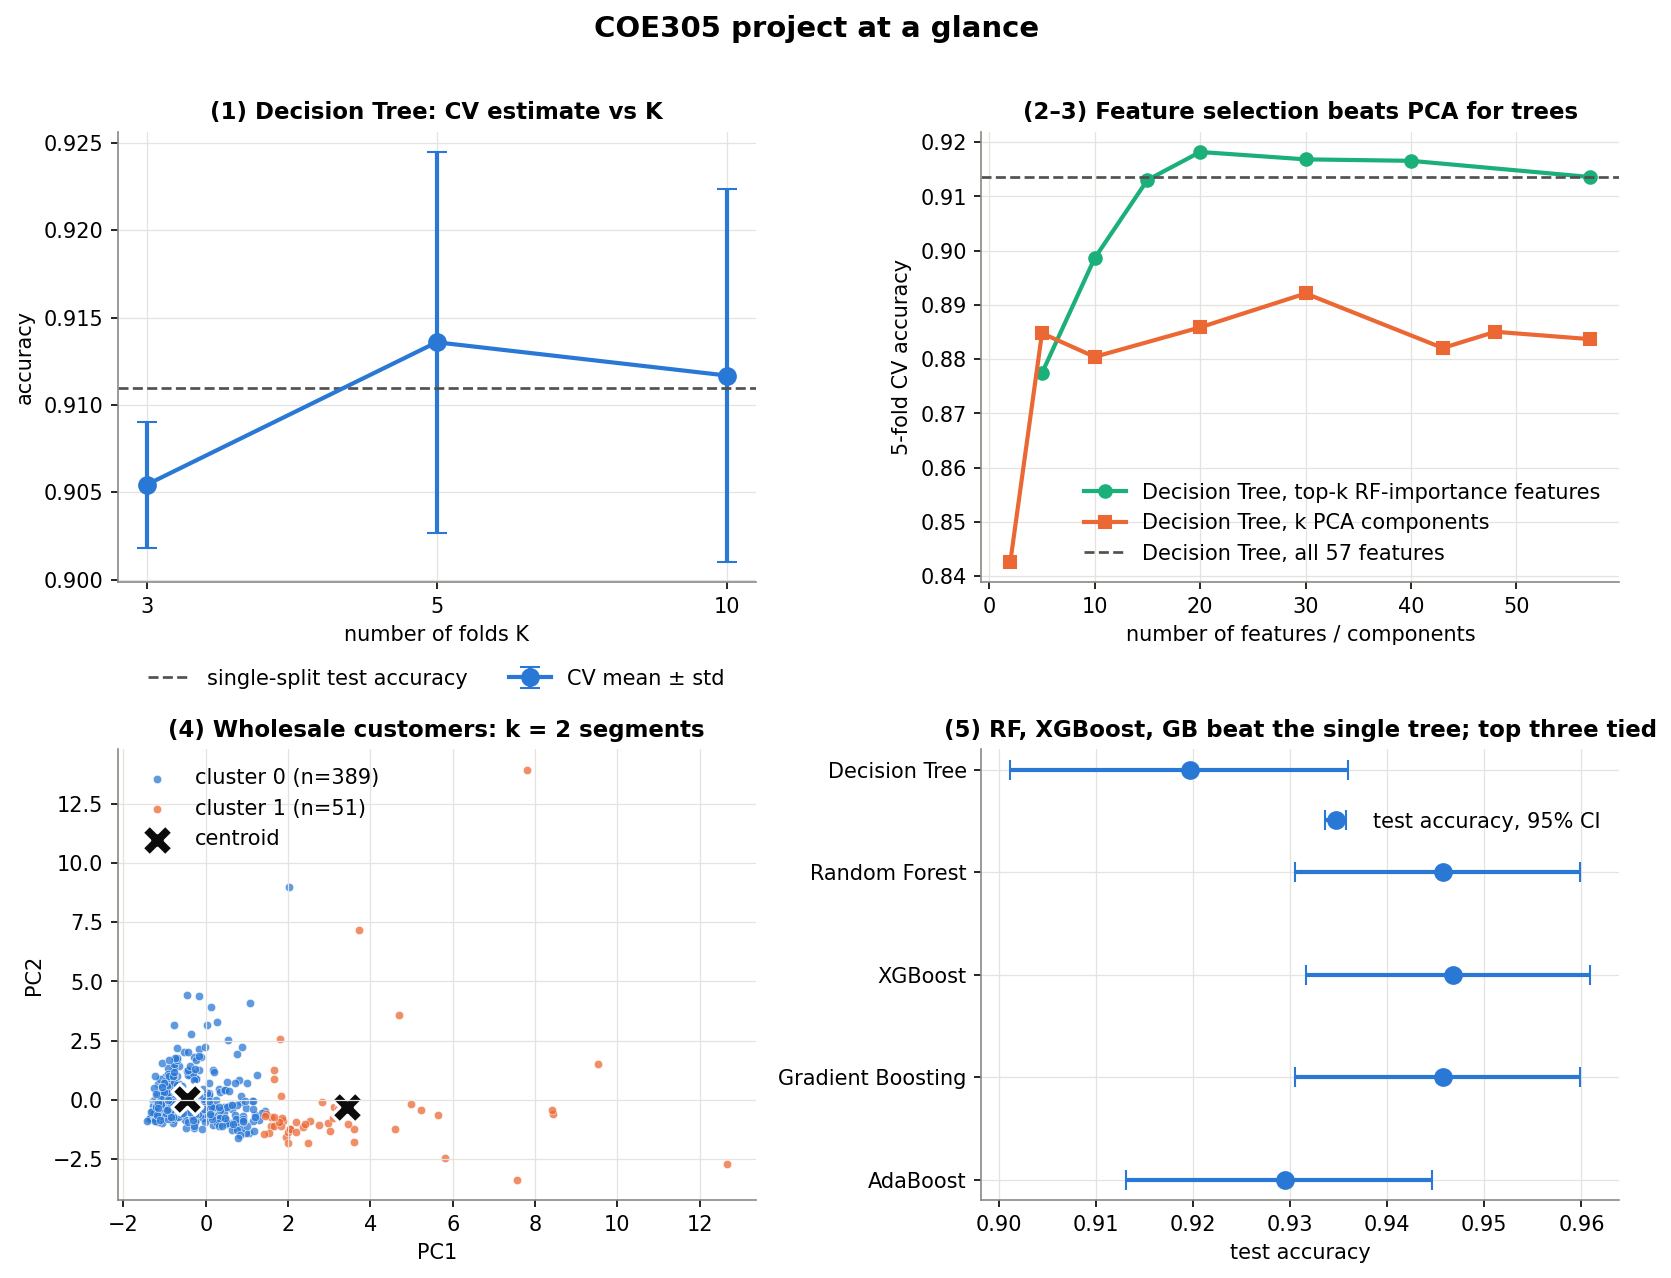 COE305 project at a glance
(1) Decision Tree: CV estimate vs K
0.925
0.920
0.915
0.910
0.905
0.900
accuracy
3 5 10
number of folds K
single-split test accuracy
CV mean ± std
(2–3) Feature selection beats PCA for trees
0.92
0.91
0.90
0.89
0.88
0.87
0.86
0.85
0.84
5-fold CV accuracy
Decision Tree, top-k RF-importance features
Decision Tree, k PCA components
Decision Tree, all 57 features
0 10 20 30 40 50
number of features / components
(4) Wholesale customers: k = 2 segments
cluster 0 (n=389)
cluster 1 (n=51)
centroid
12.5
10.0
7.5
5.0
2.5
0.0
−2.5
PC2
−2 0 2 4 6 8 10 12
PC1
(5) RF, XGBoost, GB beat the single tree; top three tied
Decision Tree
test accuracy, 95% CI
Random Forest
XGBoost
Gradient Boosting
AdaBoost
0.90 0.91 0.92 0.93 0.94 0.95 0.96
test accuracy